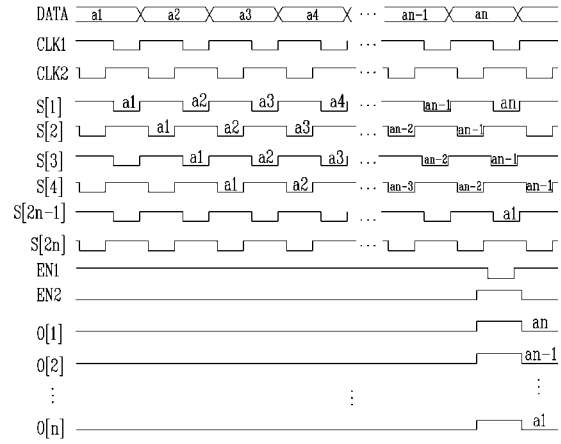 DATA a1 a2 a3 a4 ... an-1 an
CLK1
CLK2 ...
S[1] a1 a2 a3 a4 an-1 an
S[2] a1 a2 a3 ... an-2 an-1
S[3] a1 a2 a3 an-2 an-1
S[4] a1 a2 ... an-3 an-2 an-1
S[2n-1] a1
S[2n] ...
EN1
EN2
O[1] an
O[2] an-1
⋮ ⋮ ⋮
O[n] a1